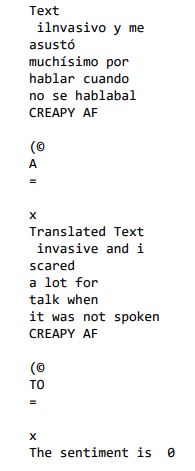 Text
iInvasivo y me
asustó
muchísimo por
hablar cuando
no se hablabal
CREAPY AF
(©
A
=
x
Translated Text
invasive and i
scared
a lot for
talk when
it was not spoken
CREAPY AF
(©
TO
=
x
The sentiment is  0